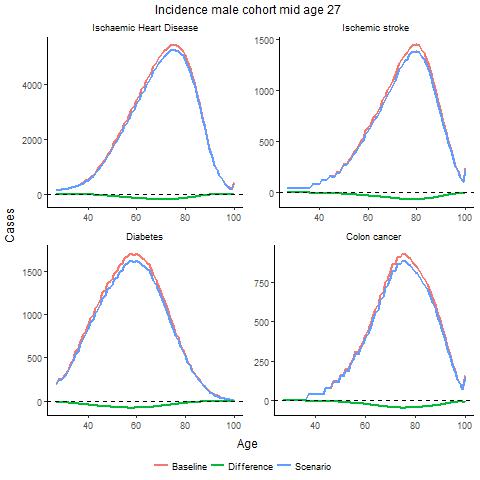 Incidence male cohort mid age 27
Ischaemic Heart Disease
Ischemic stroke
4000
2000
0
40 60 80 100
1500
1000
500
0
40 60 80 100
Cases
Diabetes
Colon cancer
1500
1000
500
0
40 60 80 100
750
500
250
0
40 60 80 100
Age
Baseline Difference Scenario